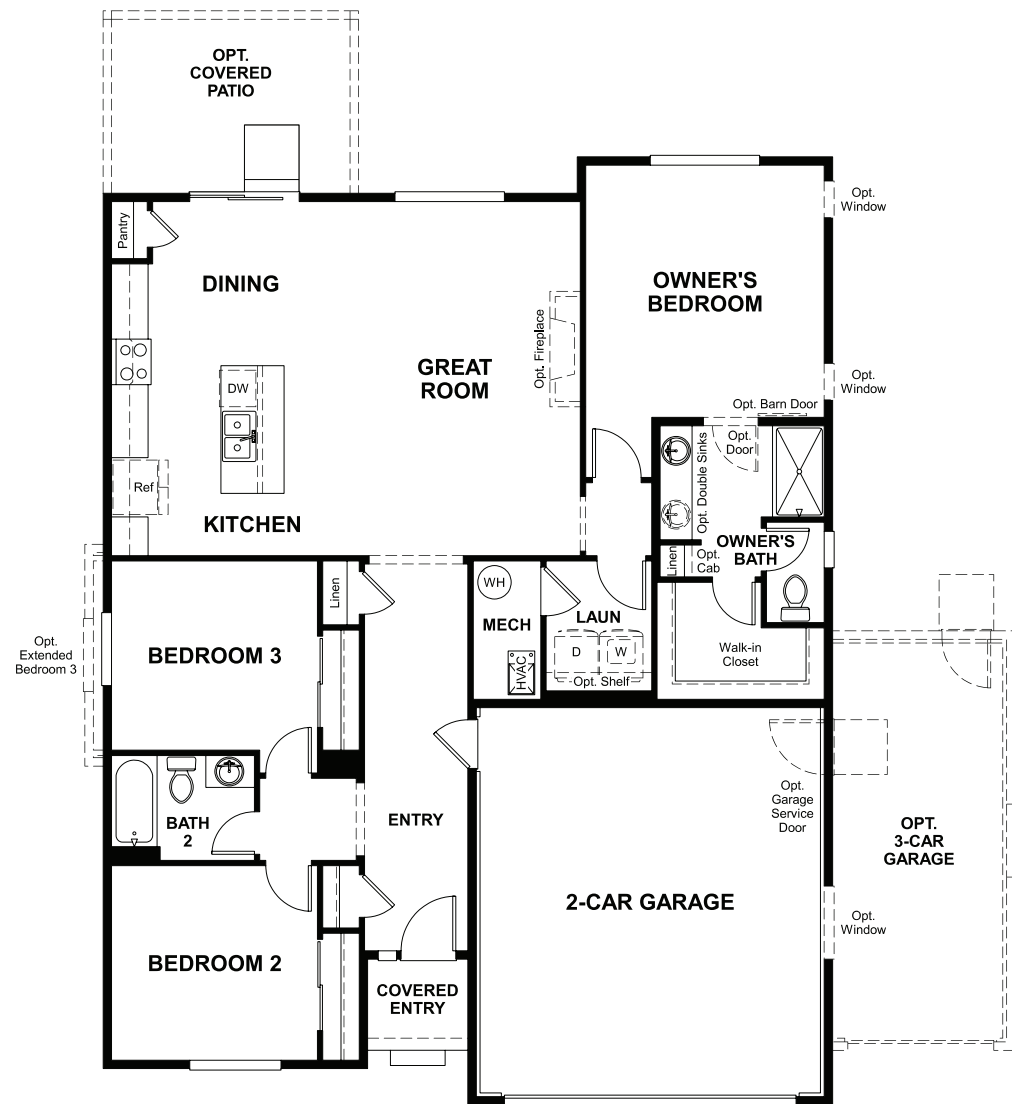 OPT.
COVERED
PATIO
Opt.
Window
Pantry
DINING
OWNER'S
BEDROOM
Opt. Fireplace
GREAT
ROOM
DW
Opt.
Window
Opt. Barn Door
Opt.
Door
Opt. Double Sinks
Ref
KITCHEN
OWNER'S
BATH
Linen
Opt.
Cab
Linen
WH
MECH
LAUN
D
W
HVAC
Opt. Shelf
Walk-in
Closet
Opt.
Extended
Bedroom 3
BEDROOM 3
BATH
2
ENTRY
Opt.
Garage
Service
Door
OPT.
3-CAR
GARAGE
2-CAR GARAGE
Opt.
Window
BEDROOM 2
COVERED
ENTRY